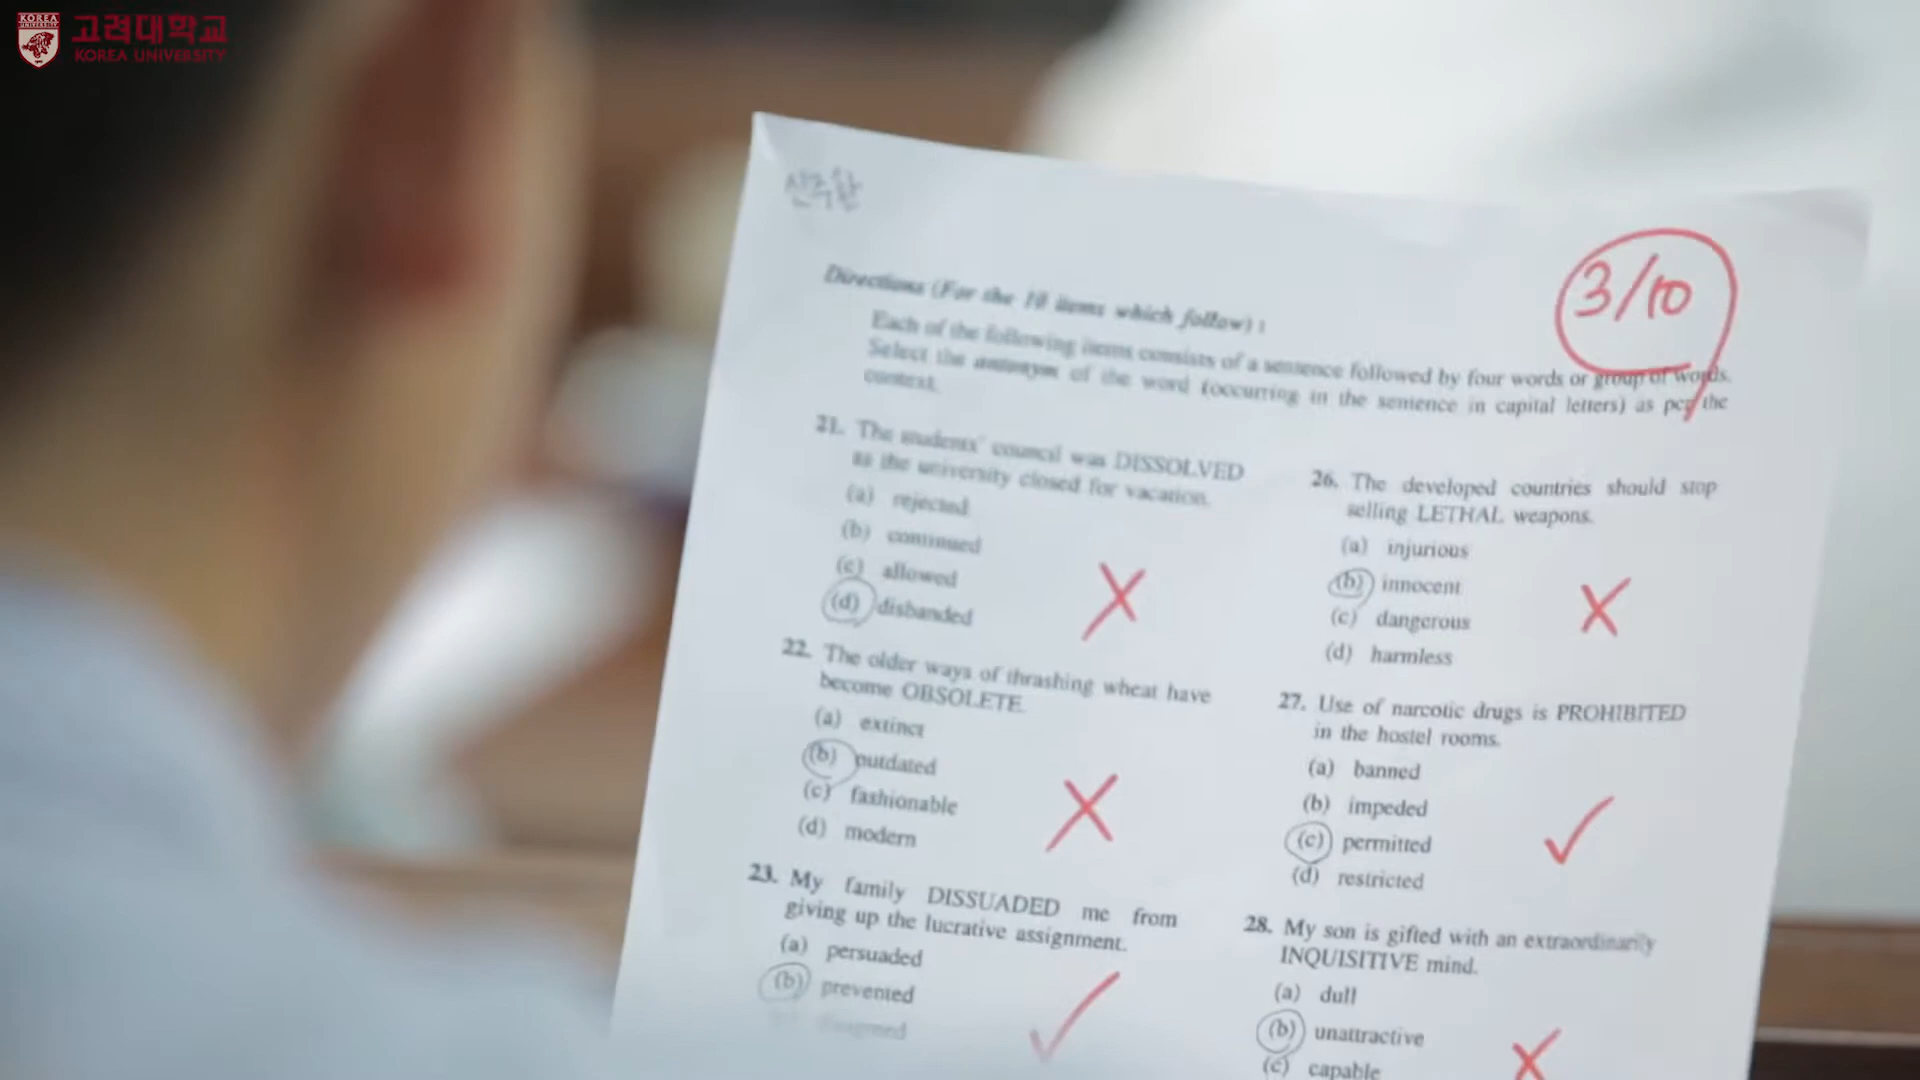 KOREA
UNIVERSITY
고려대학교
KOREA UNIVERSITY
신주환
3/10
Directions (For the 10 items which follow) :
Each of the following items consists of a sentence followed by four words or group of words.
Select the antonym of the word (occurring in the sentence in capital letters) as per the
context.
21. The students' council was DISSOLVED
as the university closed for vacation.
(a) rejected
(b) continued
(c) allowed
(d) disbanded
22. The older ways of thrashing wheat have
become OBSOLETE.
(a) extinct
(b) outdated
(c) fashionable
(d) modern
23. My family DISSUADED me from
giving up the lucrative assignment.
(a) persuaded
(b) prevented
26. The developed countries should stop
selling LETHAL weapons.
(a) injurious
(b) innocent
(c) dangerous
(d) harmless
27. Use of narcotic drugs is PROHIBITED
in the hostel rooms.
(a) banned
(b) impeded
(c) permitted
(d) restricted
28. My son is gifted with an extraordinarily
INQUISITIVE mind.
(a) dull
(b) unattractive
(c) capable